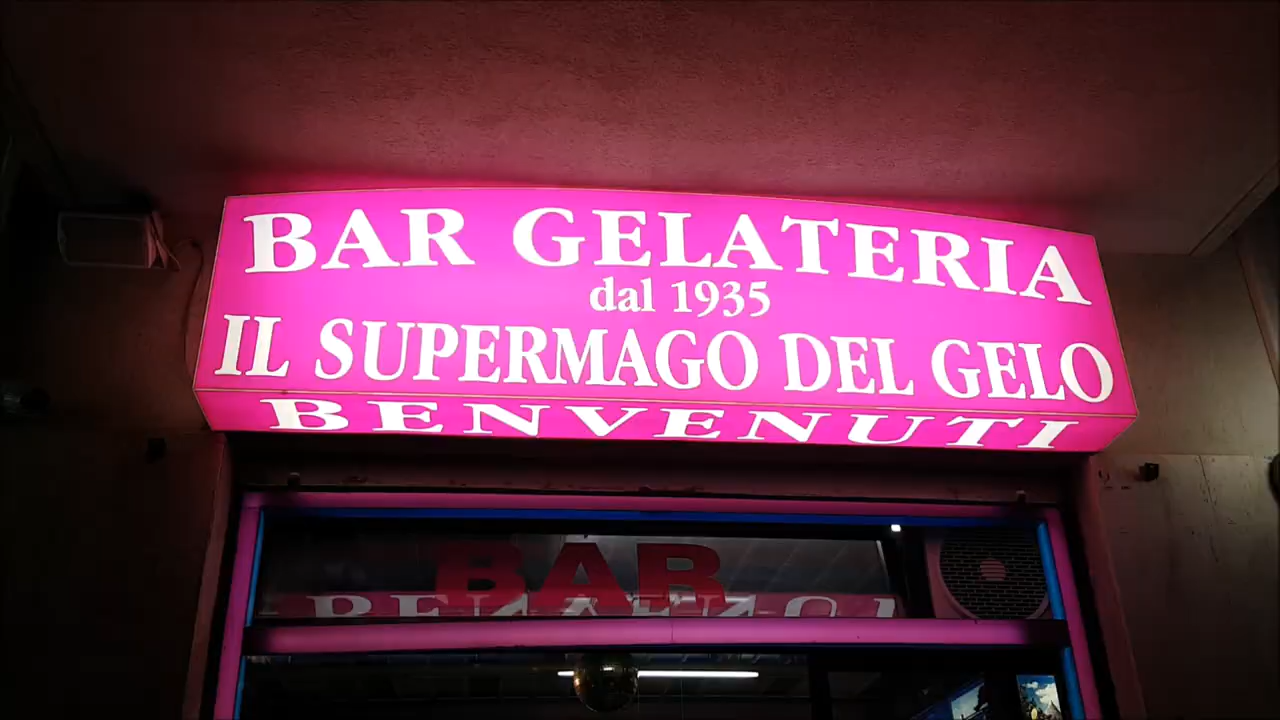 BAR GELATERIA
dal 1935
IL SUPERMAGO DEL GELO
BENVENUTI
BAR